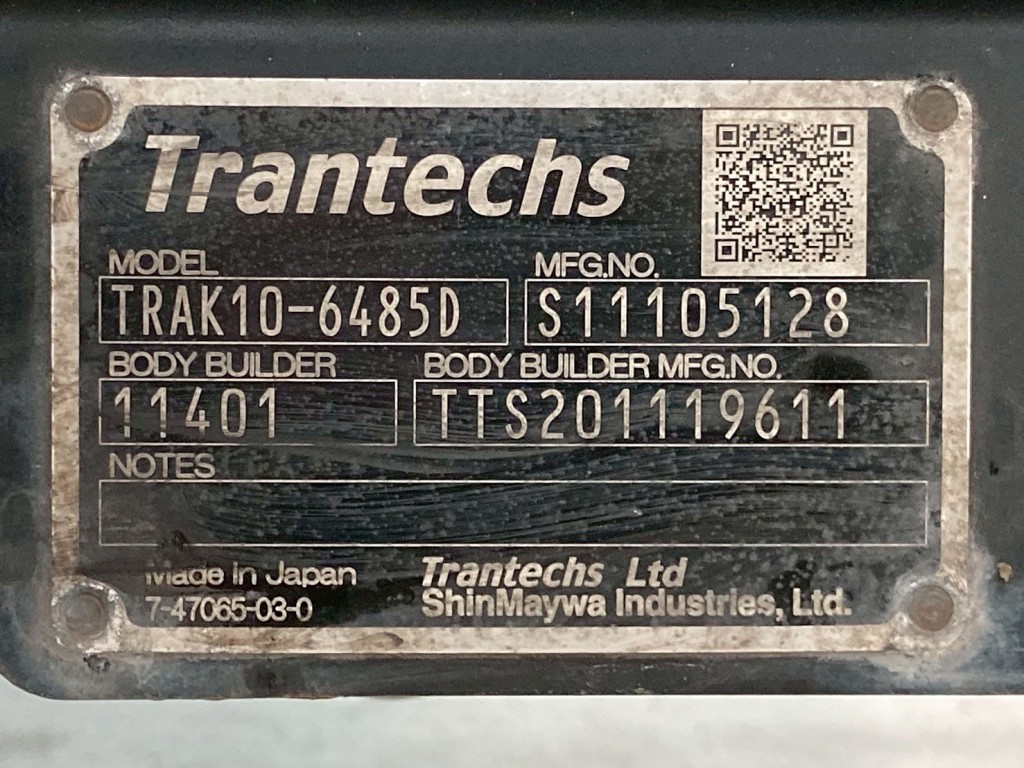 Trantechs
MODEL MFG.NO.
TRAK10-6485D S11105128
BODY BUILDER BODY BUILDER MFG.NO.
11401 TTS201119611
NOTES
Made in Japan Trantechs Ltd
7-47065-03-0 ShinMaywa Industries, Ltd.